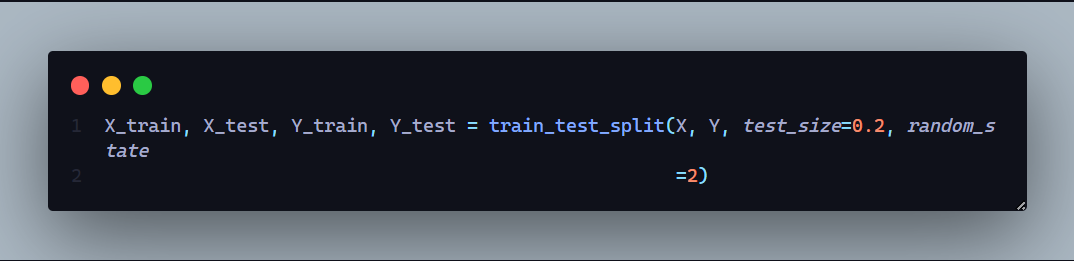 1 X_train, X_test, Y_train, Y_test = train_test_split(X, Y, test_size=0.2, random_s
tate
2 =2)